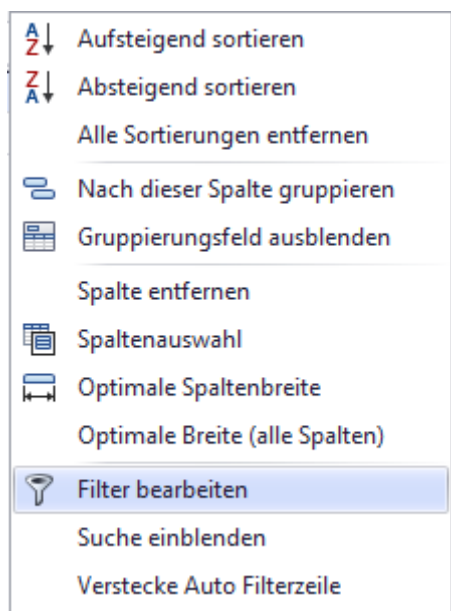 Aufsteigend sortieren
Absteigend sortieren
Alle Sortierungen entfernen
Nach dieser Spalte gruppieren
Gruppierungsfeld ausblenden
Spalte entfernen
Spaltenauswahl
Optimale Spaltenbreite
Optimale Breite (alle Spalten)
Filter bearbeiten
Suche einblenden
Verstecke Auto Filterzeile